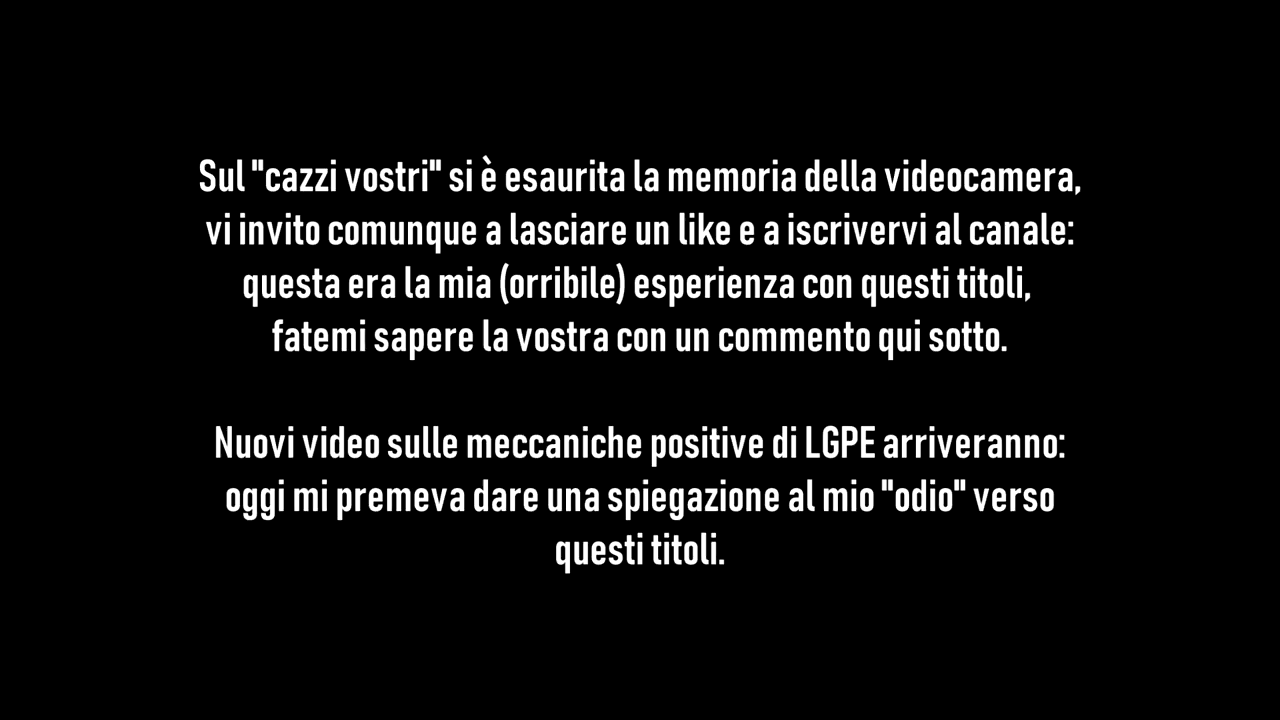 Sul "cazzi vostri" si è esaurita la memoria della videocamera,
vi invito comunque a lasciare un like e a iscrivervi al canale:
questa era la mia (orribile) esperienza con questi titoli,
fatemi sapere la vostra con un commento qui sotto.
Nuovi video sulle meccaniche positive di LGPE arriveranno:
oggi mi premeva dare una spiegazione al mio "odio" verso
questi titoli.